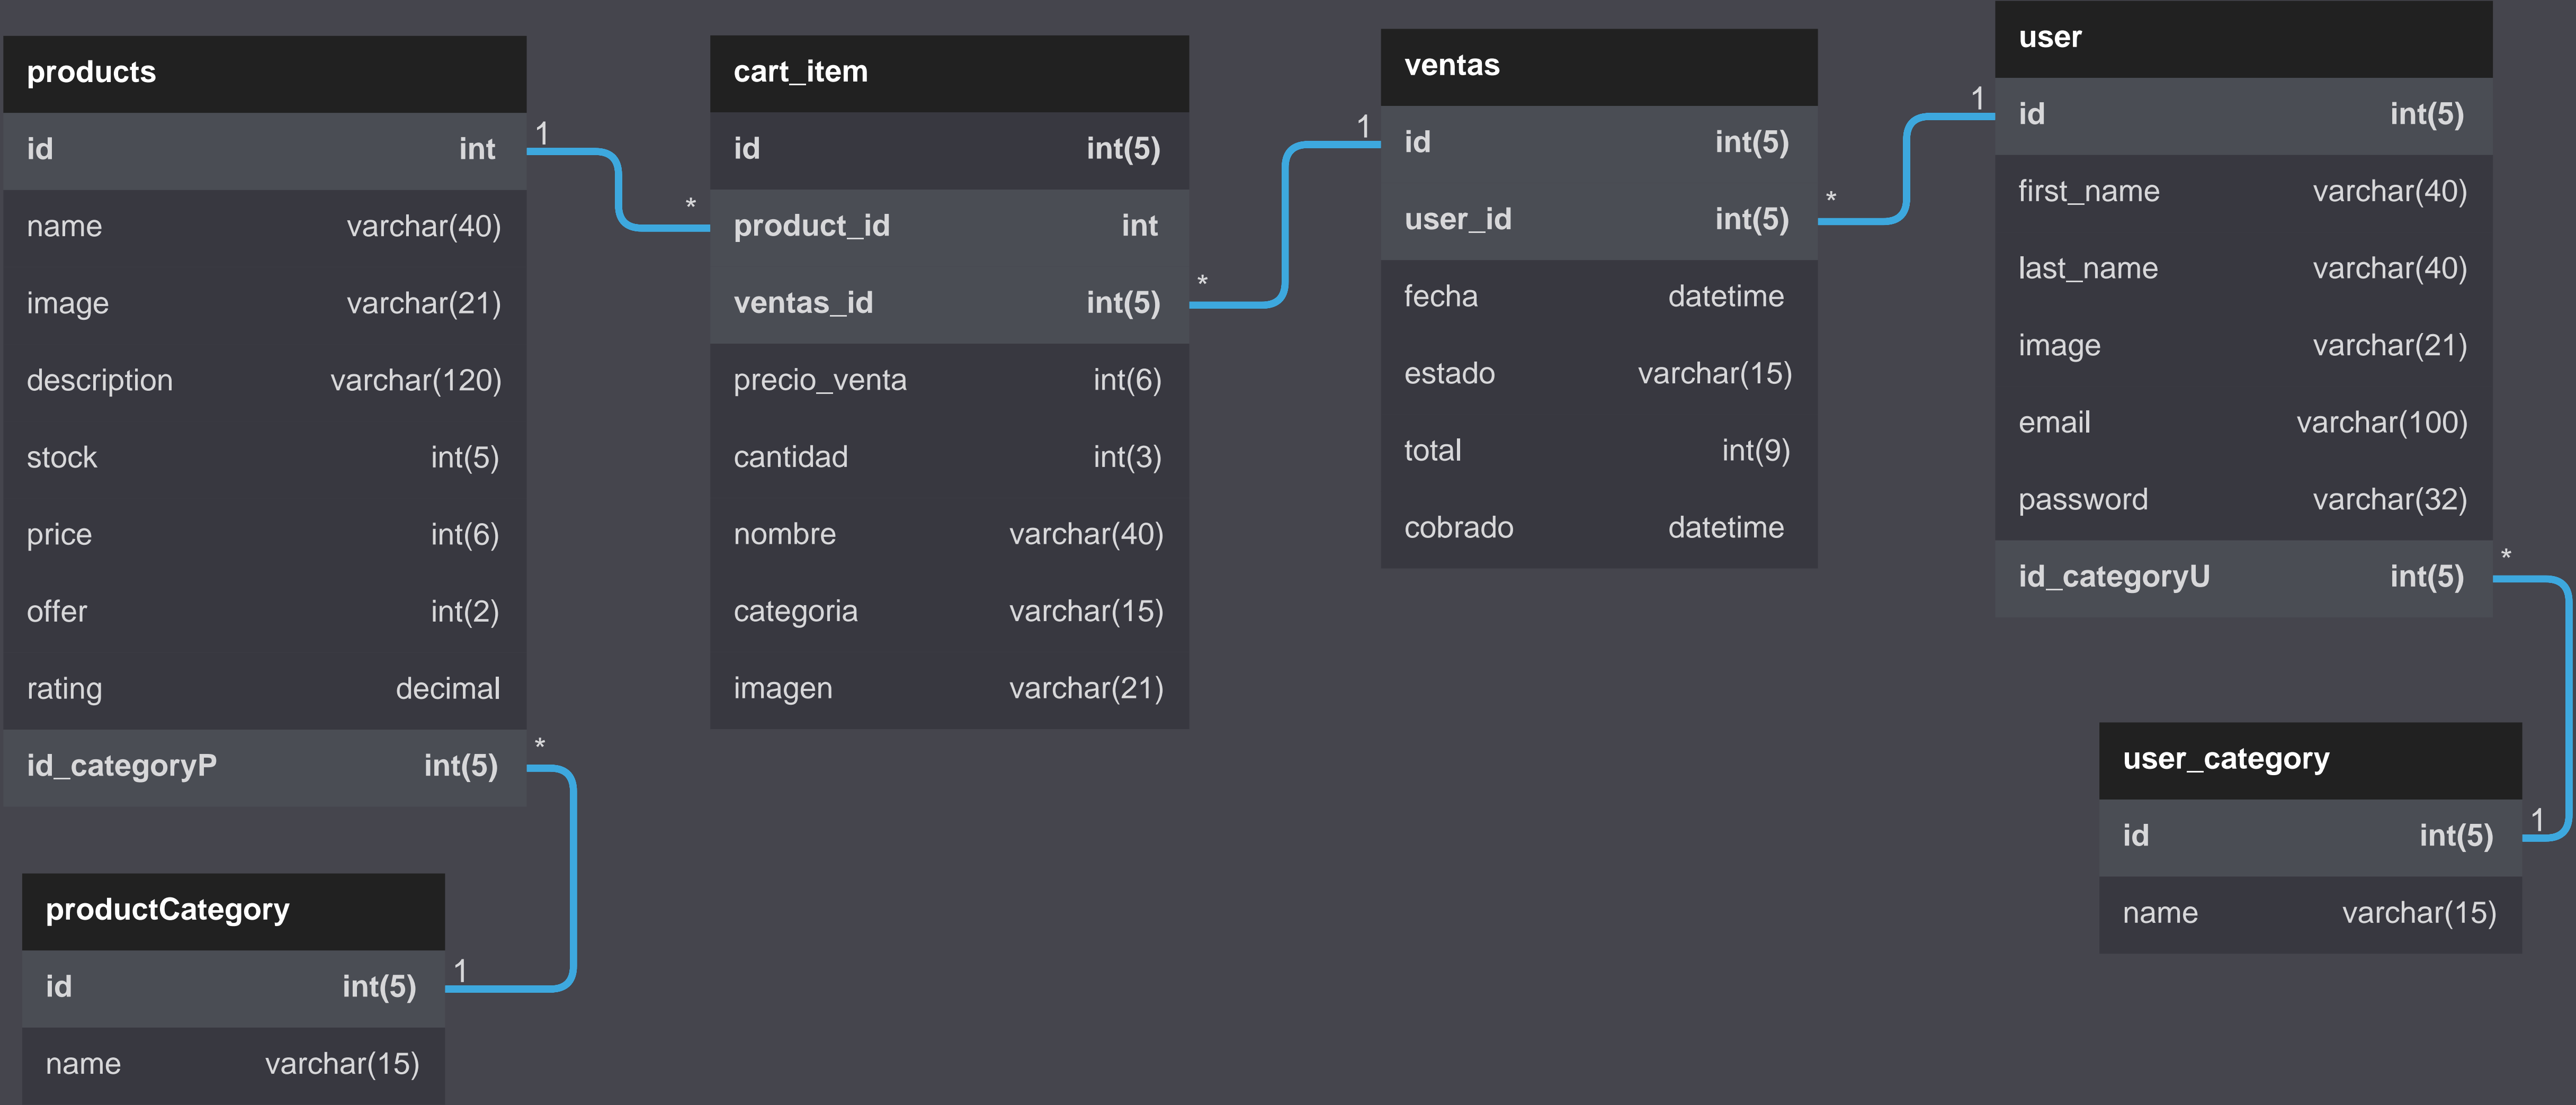 products
id int
name varchar(40)
image varchar(21)
description varchar(120)
stock int(5)
price int(6)
offer int(2)
rating decimal
id_categoryP int(5)
1
*
*
1
productCategory
id int(5)
name varchar(15)
cart_item
id int(5)
product_id int
ventas_id int(5)
precio_venta int(6)
cantidad int(3)
nombre varchar(40)
categoria varchar(15)
imagen varchar(21)
*
1
ventas
id int(5)
user_id int(5)
fecha datetime
estado varchar(15)
total int(9)
cobrado datetime
*
1
user
id int(5)
first_name varchar(40)
last_name varchar(40)
image varchar(21)
email varchar(100)
password varchar(32)
id_categoryU int(5)
*
1
user_category
id int(5)
name varchar(15)